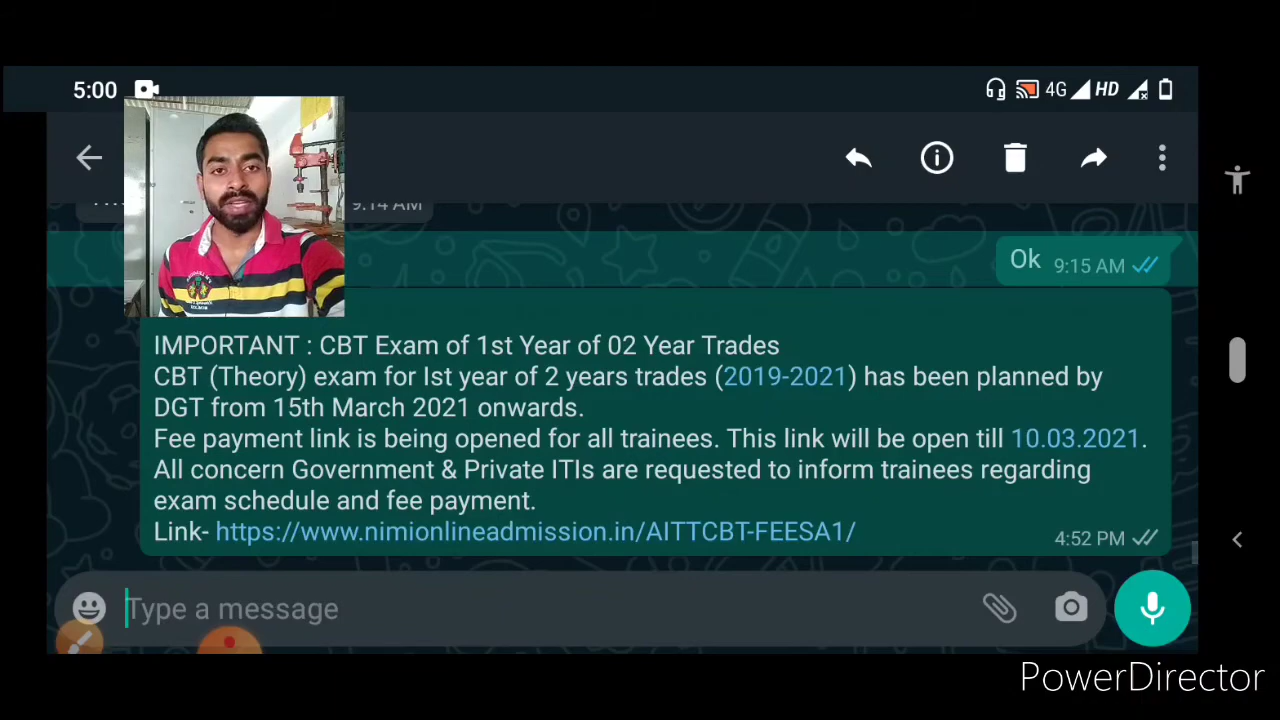 5:00
4G HD
9:14 AM
Ok 9:15 AM
IMPORTANT : CBT Exam of 1st Year of 02 Year Trades
CBT (Theory) exam for Ist year of 2 years trades (2019-2021) has been planned by
DGT from 15th March 2021 onwards.
Fee payment link is being opened for all trainees. This link will be open till 10.03.2021.
All concern Government & Private ITIs are requested to inform trainees regarding
exam schedule and fee payment.
Link- https://www.nimionlineadmission.in/AITTCBT-FEESA1/
4:52 PM
Type a message
PowerDirector